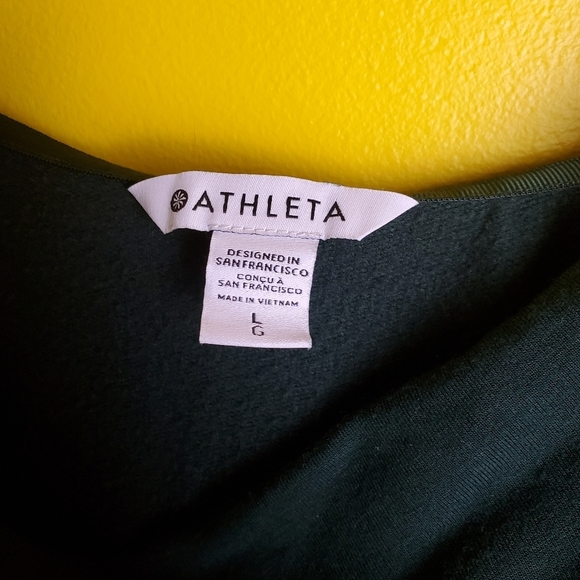 ATHLETA
DESIGNED IN
SAN FRANCISCO
CONÇU À
SAN FRANCISCO
MADE IN VIETNAM
L
G